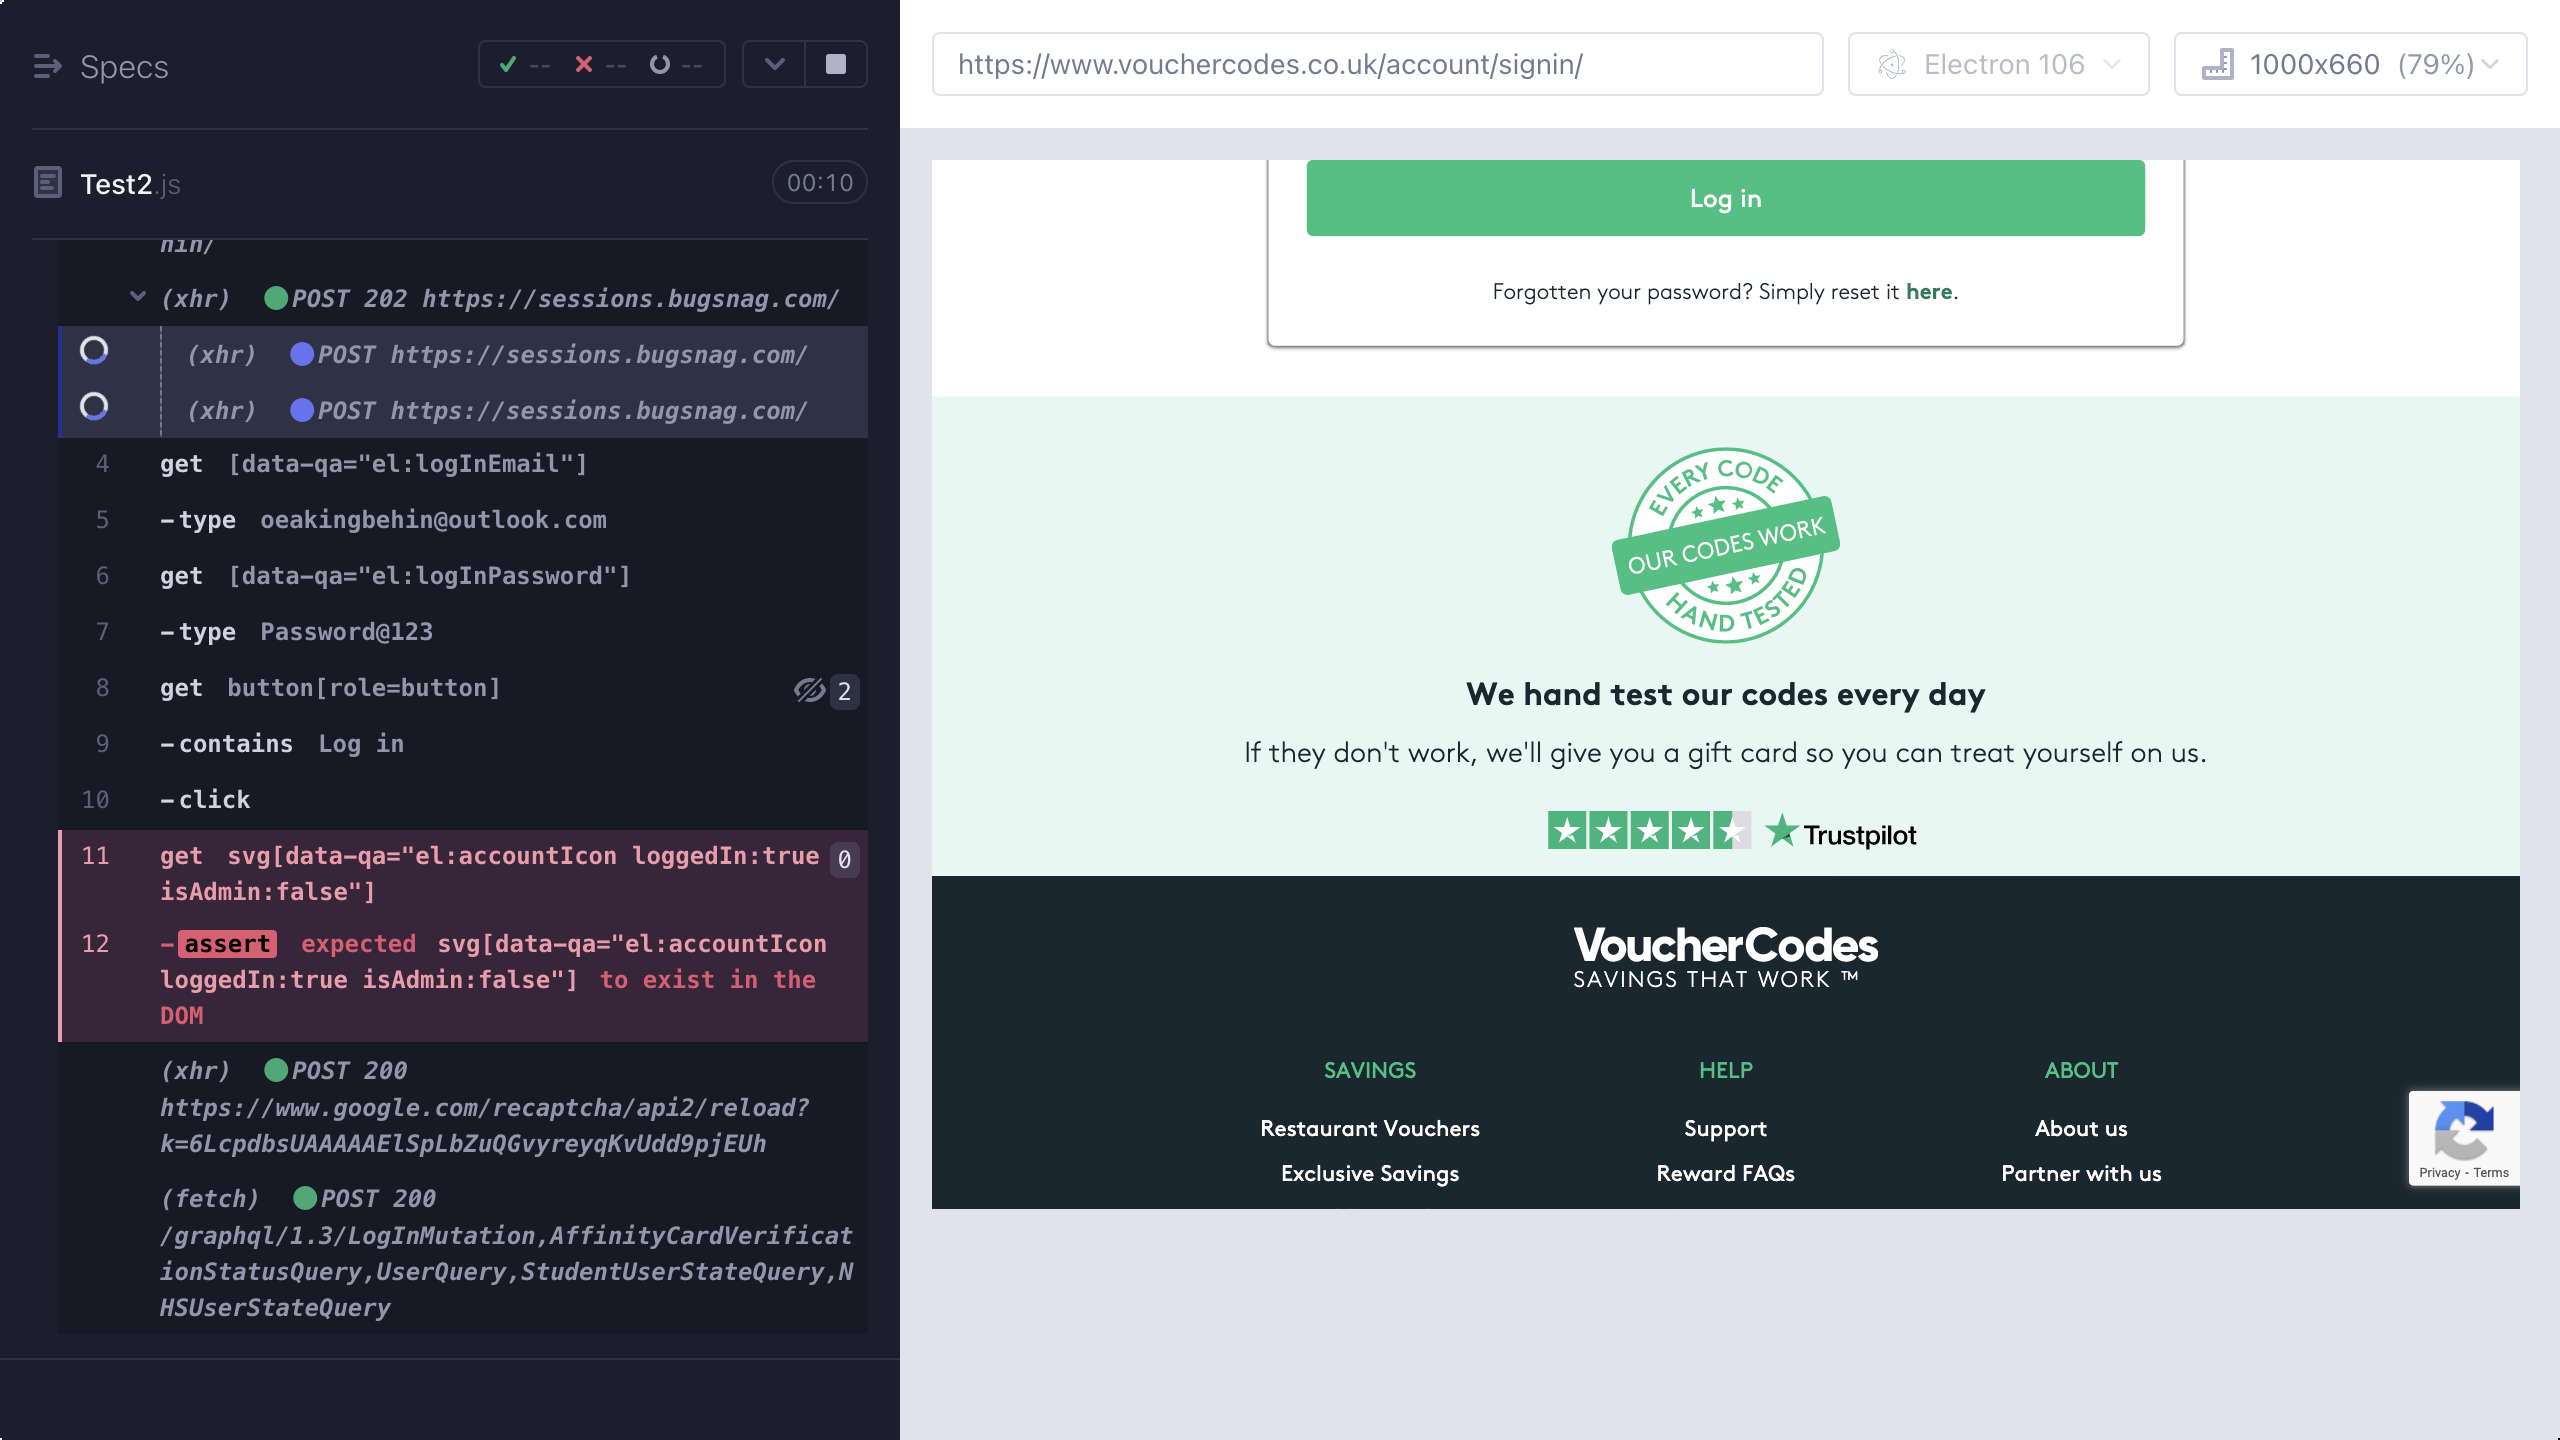 Specs
-- -- --
Test2.js
00:10
nin/
(xhr) POST 202 https://sessions.bugsnag.com/
(xhr) POST https://sessions.bugsnag.com/
(xhr) POST https://sessions.bugsnag.com/
4 get [data-qa="el:logInEmail"]
5 -type oeakingbehin@outlook.com
6 get [data-qa="el:logInPassword"]
7 -type Password@123
8 get button[role=button] 2
9 -contains Log in
10 -click
11 get svg[data-qa="el:accountIcon loggedIn:true 0
isAdmin:false"]
12 -assert expected svg[data-qa="el:accountIcon
loggedIn:true isAdmin:false"] to exist in the
DOM
(xhr) POST 200
https://www.google.com/recaptcha/api2/reload?
k=6LcpdbsUAAAAAElSpLbZuQGvyreyqKvUdd9pjEUh
(fetch) POST 200
/graphql/1.3/LogInMutation,AffinityCardVerificat
ionStatusQuery,UserQuery,StudentUserStateQuery,N
HSUserStateQuery
https://www.vouchercodes.co.uk/account/signin/
Electron 106
1000x660 (79%)
Log in
Forgotten your password? Simply reset it here.
EVERY CODE
OUR CODES WORK
HAND TESTED
We hand test our codes every day
If they don't work, we'll give you a gift card so you can treat yourself on us.
Trustpilot
VoucherCodes
SAVINGS THAT WORK ™
SAVINGS HELP ABOUT
Restaurant Vouchers Support About us
Exclusive Savings Reward FAQs Partner with us
Privacy - Terms